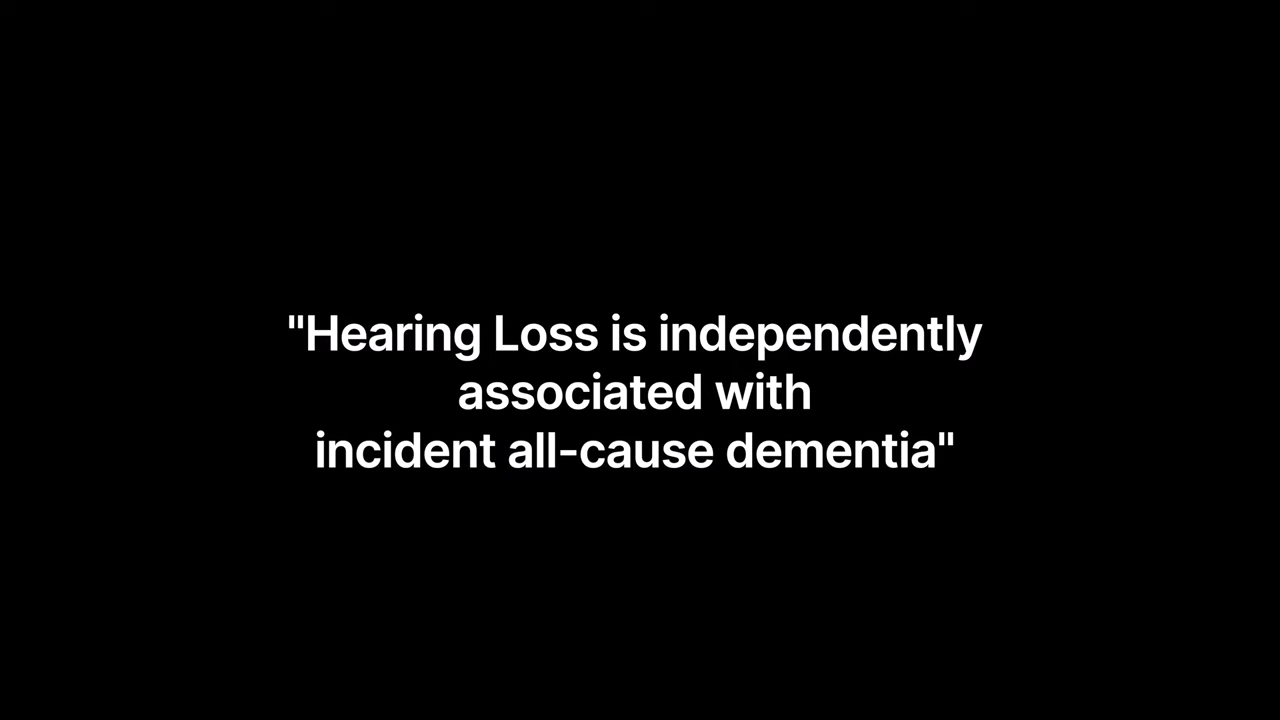 "Hearing Loss is independently
associated with
incident all-cause dementia"